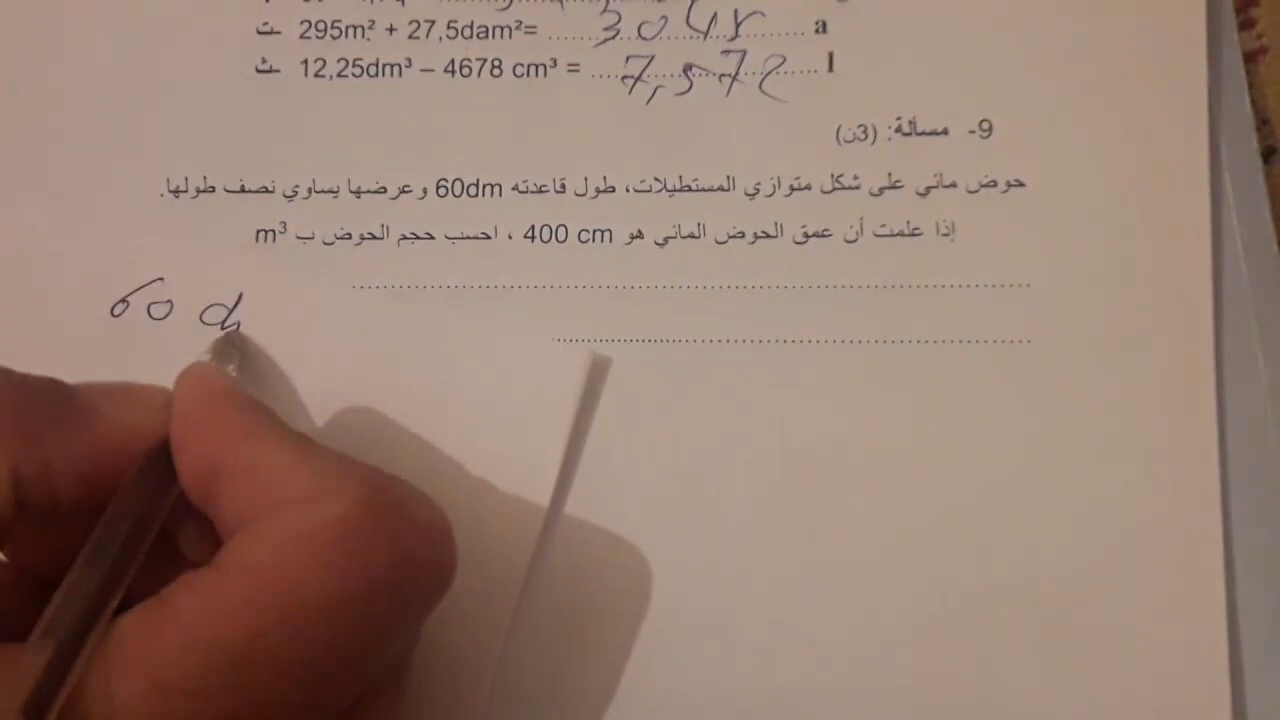 ت 295m² + 27,5dam²= ...... 3045 ...... a
ث 12,25dm³ – 4678 cm³ = ...... 7,572 ...... l
9- مسألة: (3ن)
حوض مائي على شكل متوازي المستطيلات، طول قاعدته 60dm وعرضها يساوي نصف طولها.
إذا علمت أن عمق الحوض المائي هو 400 cm ، احسب حجم الحوض ب m³
60 d